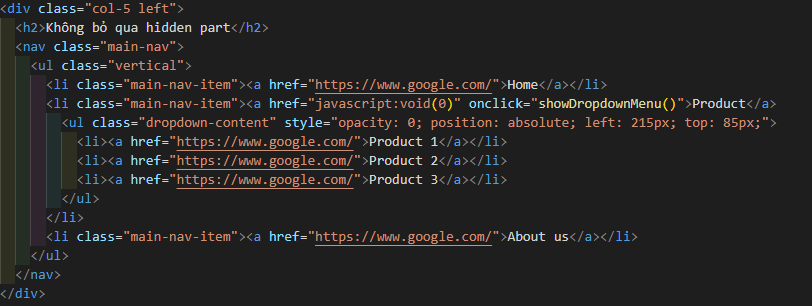 <div class="col-5 left">
<h2>Không bỏ qua hidden part</h2>
<nav class="main-nav">
<ul class="vertical">
<li class="main-nav-item"><a href="https://www.google.com/">Home</a></li>
<li class="main-nav-item"><a href="javascript:void(0)" onclick="showDropdownMenu()">Product</a>
<ul class="dropdown-content" style="opacity: 0; position: absolute; left: 215px; top: 85px;">
<li><a href="https://www.google.com/">Product 1</a></li>
<li><a href="https://www.google.com/">Product 2</a></li>
<li><a href="https://www.google.com/">Product 3</a></li>
</ul>
</li>
<li class="main-nav-item"><a href="https://www.google.com/">About us</a></li>
</ul>
</nav>
</div>